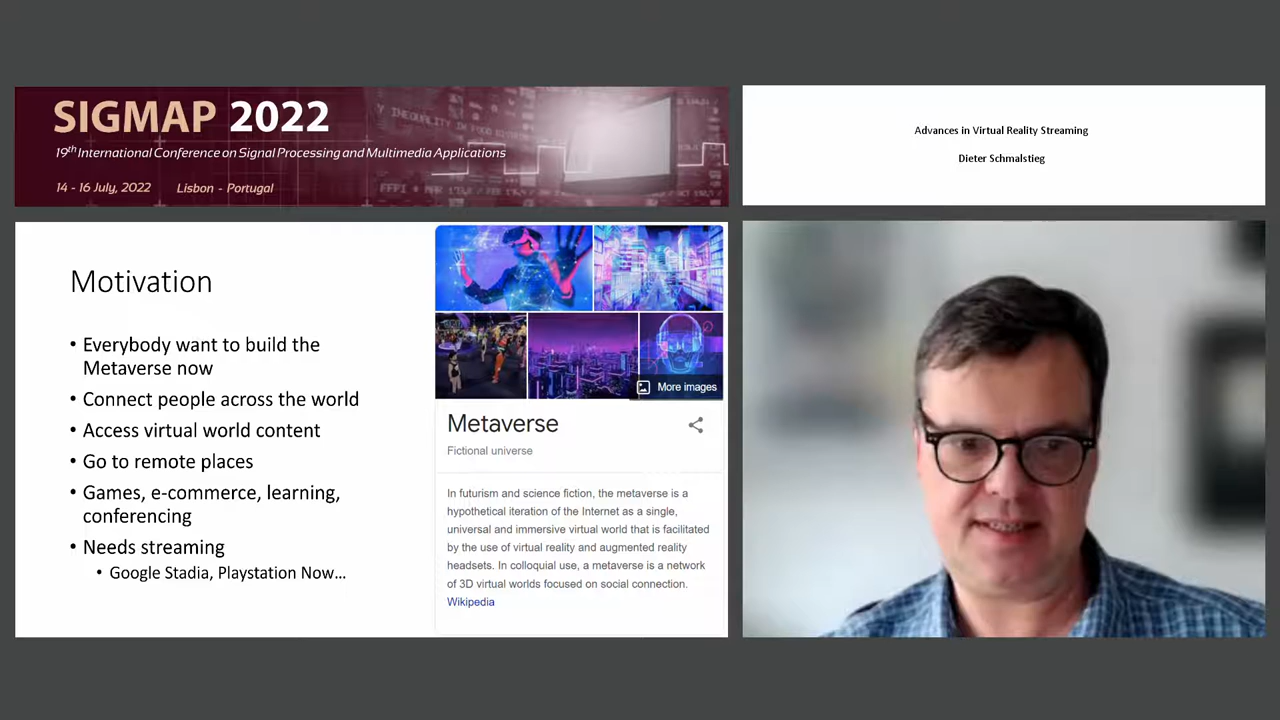 SIGMAP 2022
19th International Conference on Signal Processing and Multimedia Applications
14 - 16 July, 2022 Lisbon - Portugal
Advances in Virtual Reality Streaming
Dieter Schmalstieg
Motivation
• Everybody want to build the
Metaverse now
• Connect people across the world
• Access virtual world content
• Go to remote places
• Games, e-commerce, learning,
conferencing
• Needs streaming
• Google Stadia, Playstation Now...
More images
Metaverse
Fictional universe
In futurism and science fiction, the metaverse is a
hypothetical iteration of the Internet as a single,
universal and immersive virtual world that is facilitated
by the use of virtual reality and augmented reality
headsets. In colloquial use, a metaverse is a network
of 3D virtual worlds focused on social connection.
Wikipedia